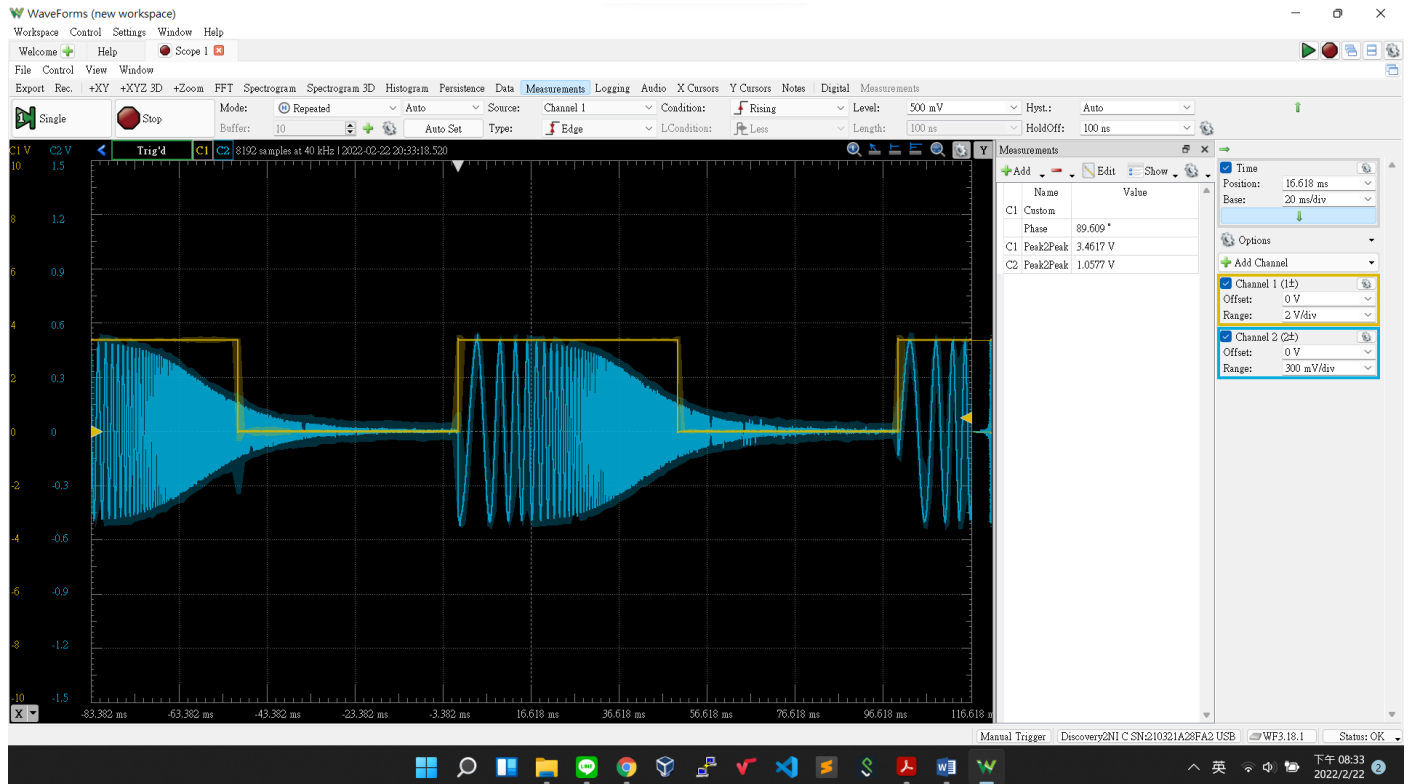 WaveForms (new workspace)
Workspace Control Settings Window Help
Welcome Help Scope 1
File Control View Window
Export Rec. +XY +XYZ 3D +Zoom FFT Spectrogram Spectrogram 3D Histogram Persistence Data Measurements Logging Audio X Cursors Y Cursors Notes Digital Measurements
Single Stop Mode: Repeated Auto Source: Channel 1 Condition: Rising Level: 500 mV Hyst.: Auto
Buffer: 10 Auto Set Type: Edge LCondition: Less Length: 100 ns HoldOff: 100 ns
C1 V C2 V Trig'd C1 C2 8192 samples at 40 kHz | 2022-02-22 20:33:18.520 Y
10 1.5
8 1.2
6 0.9
4 0.6
2 0.3
0 0
-2 -0.3
-4 -0.6
-6 -0.9
-8 -1.2
-10 -1.5
X -83.382 ms -63.382 ms -43.382 ms -23.382 ms -3.382 ms 16.618 ms 36.618 ms 56.618 ms 76.618 ms 96.618 ms 116.618 m
Measurements
Add Edit Show
Name Value
C1 Custom
Phase 89.609 °
C1 Peak2Peak 3.4617 V
C2 Peak2Peak 1.0577 V
Time
Position: 16.618 ms
Base: 20 ms/div
Options
Add Channel
Channel 1 (1±)
Offset: 0 V
Range: 2 V/div
Channel 2 (2±)
Offset: 0 V
Range: 300 mV/div
Manual Trigger Discovery2NI C SN:210321A28FA2 USB WF3.18.1 Status: OK
LINE
英 下午 08:33
2022/2/22 2